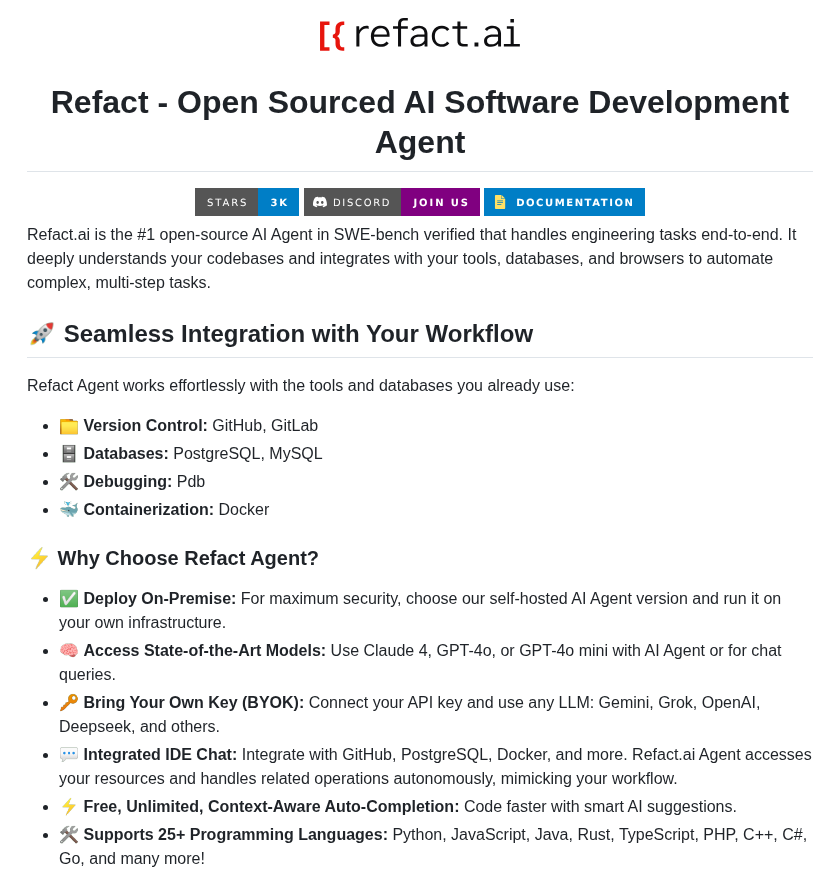 refact.ai
Refact - Open Sourced AI Software Development
Agent
STARS 3K DISCORD JOIN US DOCUMENTATION
Refact.ai is the #1 open-source AI Agent in SWE-bench verified that handles engineering tasks end-to-end. It
deeply understands your codebases and integrates with your tools, databases, and browsers to automate
complex, multi-step tasks.
🚀 Seamless Integration with Your Workflow
Refact Agent works effortlessly with the tools and databases you already use:
• 🗂️ Version Control: GitHub, GitLab
• 🗄️ Databases: PostgreSQL, MySQL
• 🛠️ Debugging: Pdb
• 🐳 Containerization: Docker
⚡ Why Choose Refact Agent?
• ✅ Deploy On-Premise: For maximum security, choose our self-hosted AI Agent version and run it on
your own infrastructure.
• 🧠 Access State-of-the-Art Models: Use Claude 4, GPT-4o, or GPT-4o mini with AI Agent or for chat
queries.
• 🔑 Bring Your Own Key (BYOK): Connect your API key and use any LLM: Gemini, Grok, OpenAI,
Deepseek, and others.
• 💬 Integrated IDE Chat: Integrate with GitHub, PostgreSQL, Docker, and more. Refact.ai Agent accesses
your resources and handles related operations autonomously, mimicking your workflow.
• ⚡ Free, Unlimited, Context-Aware Auto-Completion: Code faster with smart AI suggestions.
• 🛠️ Supports 25+ Programming Languages: Python, JavaScript, Java, Rust, TypeScript, PHP, C++, C#,
Go, and many more!